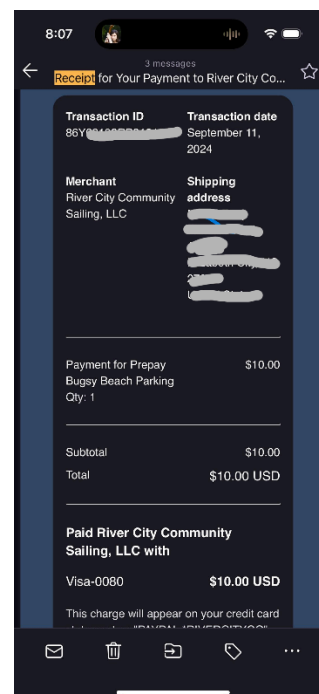 8:07
3 messages
Receipt for Your Payment to River City Co...
Transaction ID
Transaction date
September 11,
2024
Merchant
River City Community
Sailing, LLC
Shipping
address
Payment for Prepay
Bugsy Beach Parking
Qty: 1
$10.00
Subtotal
$10.00
Total
$10.00 USD
Paid River City Community
Sailing, LLC with
Visa-0080
$10.00 USD
This charge will appear on your credit card